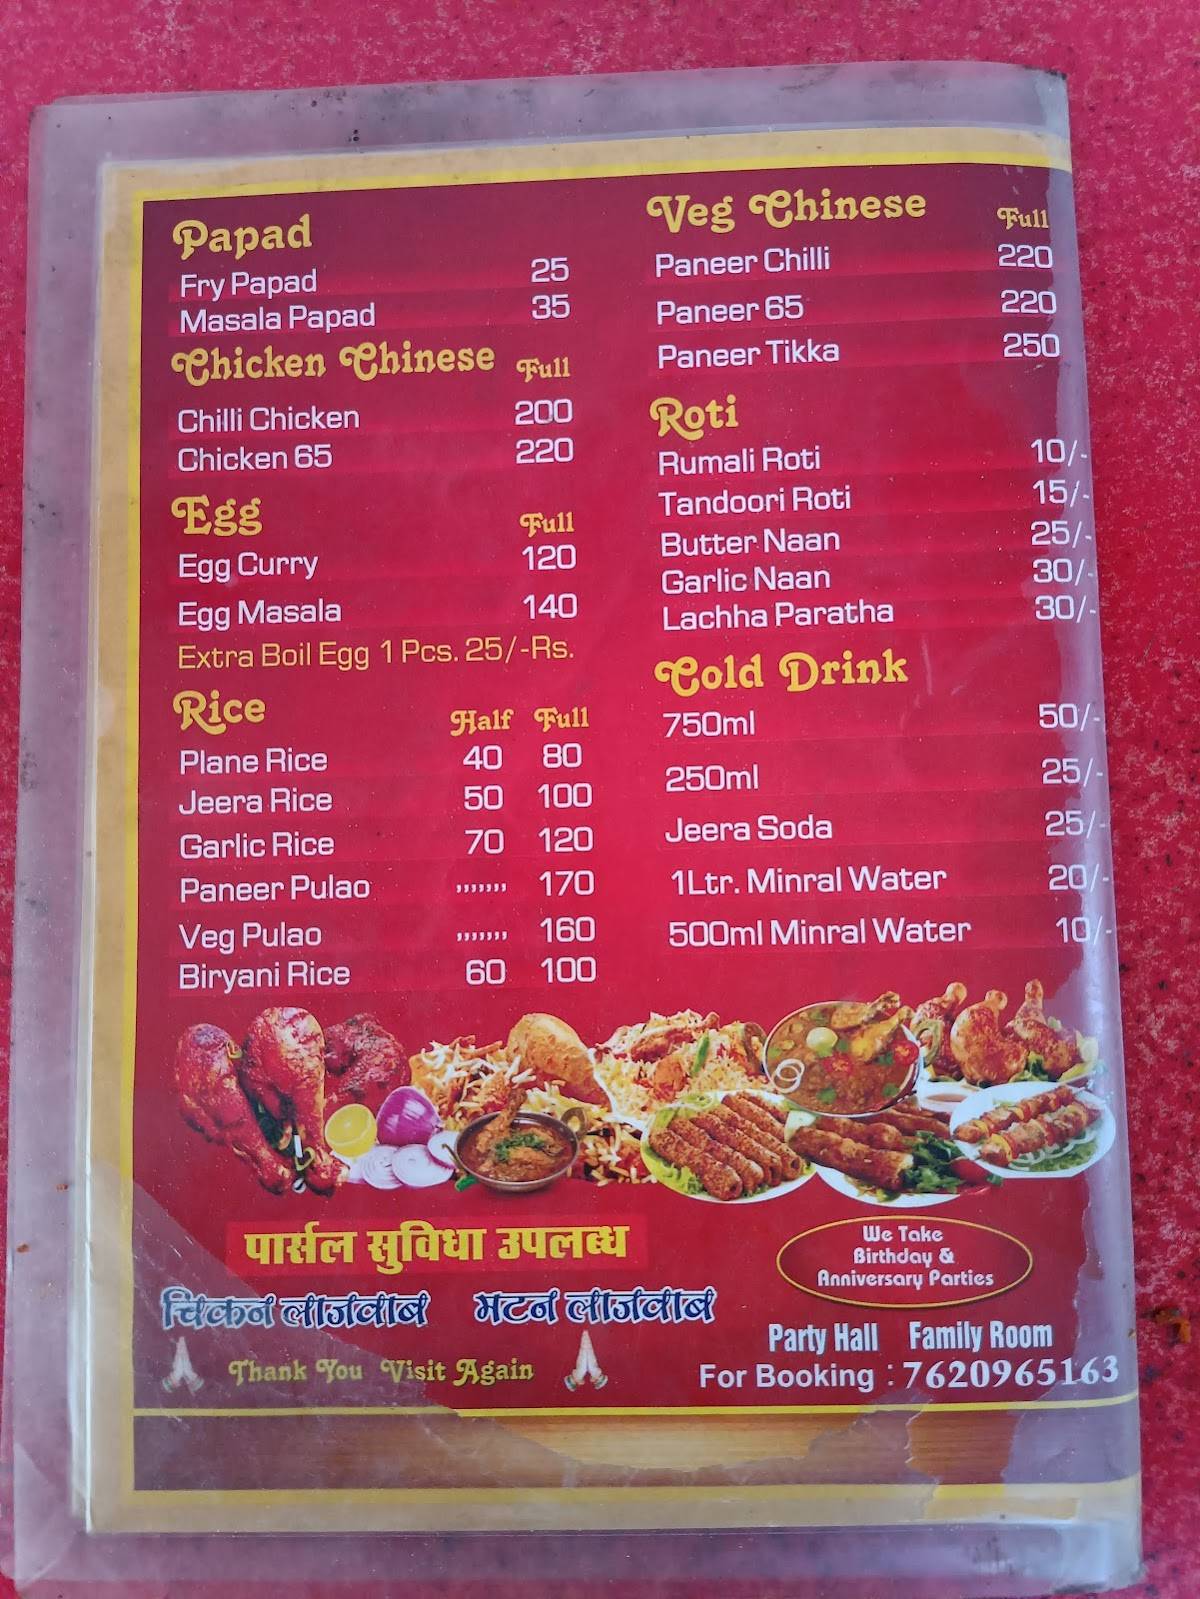 Papad
Fry Papad 25
Masala Papad 35
Chicken Chinese Full
Chilli Chicken 200
Chicken 65 220
Egg Full
Egg Curry 120
Egg Masala 140
Extra Boil Egg 1 Pcs. 25/-Rs.
Rice Half Full
Plane Rice 40 80
Jeera Rice 50 100
Garlic Rice 70 120
Paneer Pulao ,,,,,,, 170
Veg Pulao ,,,,,,, 160
Biryani Rice 60 100
Veg Chinese Full
Paneer Chilli 220
Paneer 65 220
Paneer Tikka 250
Roti
Rumali Roti 10/-
Tandoori Roti 15/-
Butter Naan 25/-
Garlic Naan 30/-
Lachha Paratha 30/-
Cold Drink
750ml 50/-
250ml 25/-
Jeera Soda 25/-
1Ltr. Minral Water 20/-
500ml Minral Water 10/-
पार्सल सुविधा उपलब्ध
चिकन लाजवाब मटन लाजवाब
Thank You Visit Again
We Take
Birthday &
Anniversary Parties
Party Hall Family Room
For Booking : 7620965163